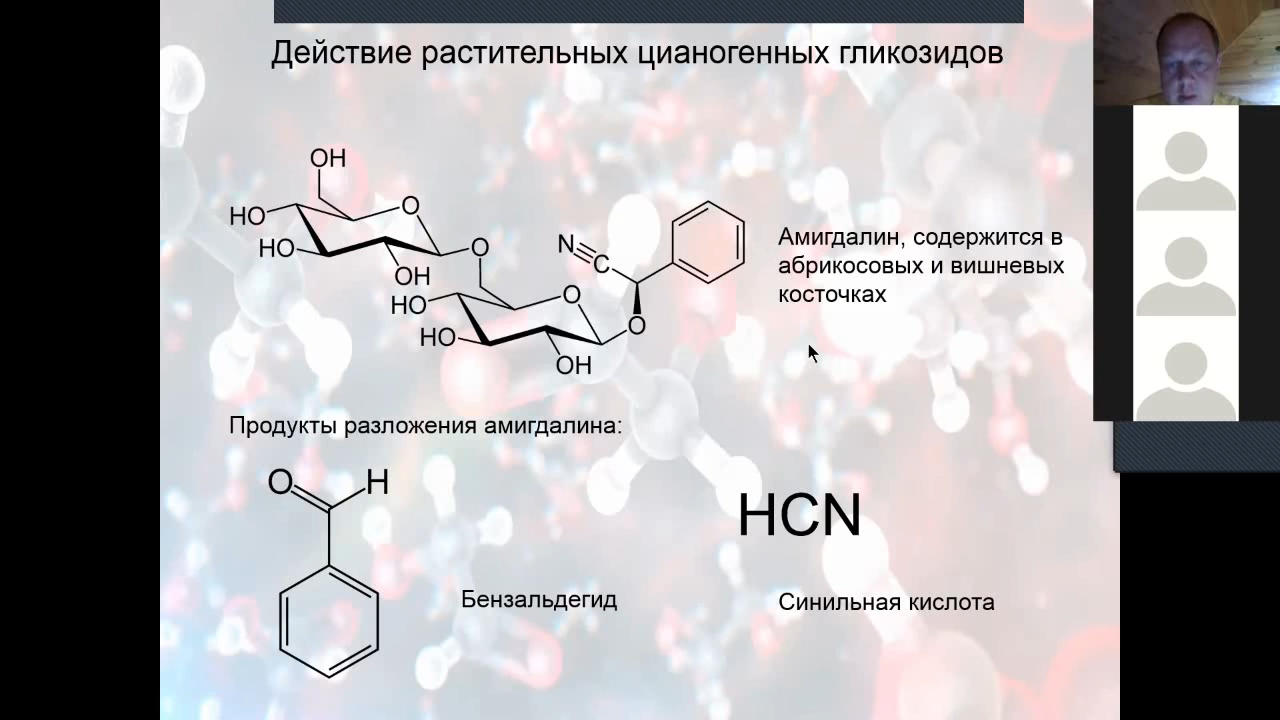 Действие растительных цианогенных гликозидов
OH
HO
O
HO
OH
O
N
C
HO
O
HO
O
OH
Амигдалин, содержится в
абрикосовых и вишневых
косточках
Продукты разложения амигдалина:
O
H
HCN
Бензальдегид
Синильная кислота